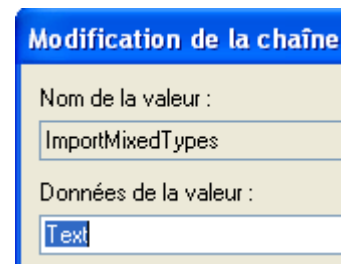 Modification de la chaîne
Nom de la valeur :
ImportMixedTypes
Données de la valeur :
Text